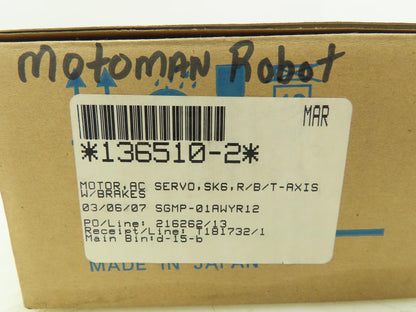 MOTOMAN Robot
MAR
*136510-2*
MOTOR,AC SERVO,SK6,R/B/T-AXIS
W/BRAKES
03/06/07 SGMP-01AWYR12
PO/Line: 216262/13
Receipt/Line: T181732/1
Main Bin:d-15-b
MADE IN JAPAN